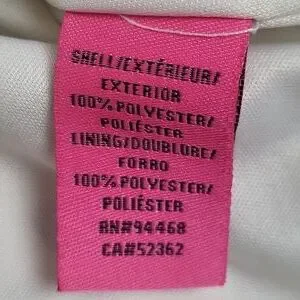 SHELL/EXTÉRIEUR/
EXTERIOR
100% POLYESTER/
POLIÉSTER
LINING/DOUBLURE/
FORRO
100% POLYESTER/
POLIÉSTER
RN#94468
CA#52362